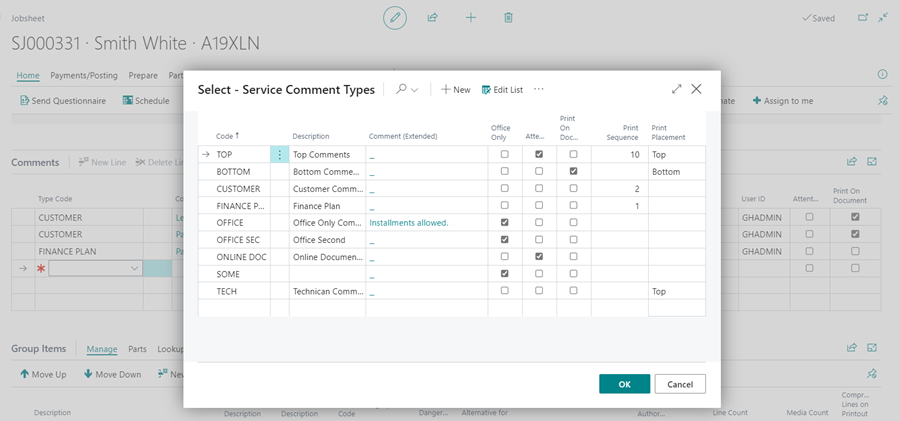 Jobsheet
Saved
SJ000331 · Smith White · A19XLN
Home Payments/Posting Prepare
Send Questionnaire Schedule Assign to me
Select - Service Comment Types New Edit List ...
Code ↑ Description Comment (Extended) Office Only Atte... Print On Doc... Print Sequence Print Placement
TOP Top Comments _ 10 Top
BOTTOM Bottom Comme... _ Bottom
CUSTOMER Customer Comm... _ 2
FINANCE P... Finance Plan _ 1
OFFICE Office Only Com... Installments allowed.
OFFICE SEC Office Second _
ONLINE DOC Online Documen... _
SOME _
TECH Technican Comm... _ Top
OK Cancel
Comments New Line Delete
Type Code User ID Attent... Print On Document
CUSTOMER GHADMIN
CUSTOMER GHADMIN
FINANCE PLAN GHADMIN
Group Items Manage Parts Lookup
Move Up Move Down
Description Description Description Code Danger... Alternative for Author... Line Count Media Count Compr... Lines on Printout